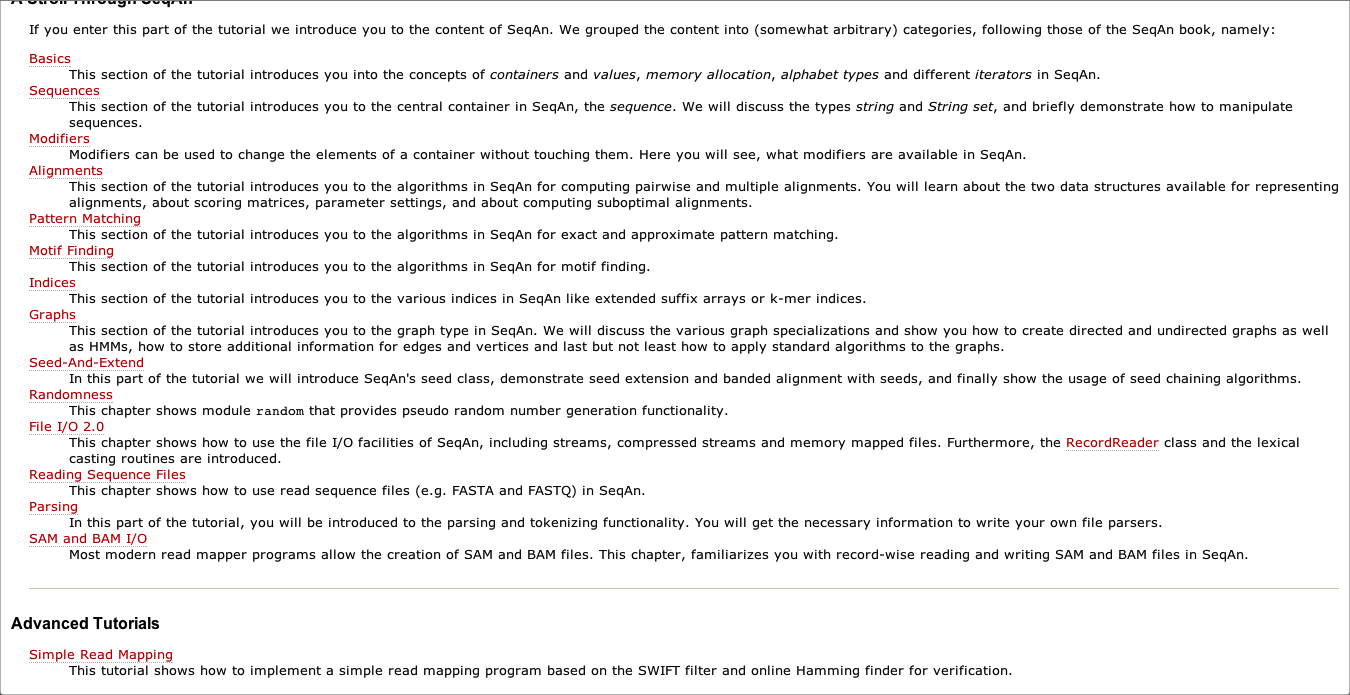 A Stroll Through SeqAn
If you enter this part of the tutorial we introduce you to the content of SeqAn. We grouped the content into (somewhat arbitrary) categories, following those of the SeqAn book, namely:
Basics
This section of the tutorial introduces you into the concepts of containers and values, memory allocation, alphabet types and different iterators in SeqAn.
Sequences
This section of the tutorial introduces you to the central container in SeqAn, the sequence. We will discuss the types string and String set, and briefly demonstrate how to manipulate
sequences.
Modifiers
Modifiers can be used to change the elements of a container without touching them. Here you will see, what modifiers are available in SeqAn.
Alignments
This section of the tutorial introduces you to the algorithms in SeqAn for computing pairwise and multiple alignments. You will learn about the two data structures available for representing
alignments, about scoring matrices, parameter settings, and about computing suboptimal alignments.
Pattern Matching
This section of the tutorial introduces you to the algorithms in SeqAn for exact and approximate pattern matching.
Motif Finding
This section of the tutorial introduces you to the algorithms in SeqAn for motif finding.
Indices
This section of the tutorial introduces you to the various indices in SeqAn like extended suffix arrays or k-mer indices.
Graphs
This section of the tutorial introduces you to the graph type in SeqAn. We will discuss the various graph specializations and show you how to create directed and undirected graphs as well
as HMMs, how to store additional information for edges and vertices and last but not least how to apply standard algorithms to the graphs.
Seed-And-Extend
In this part of the tutorial we will introduce SeqAn's seed class, demonstrate seed extension and banded alignment with seeds, and finally show the usage of seed chaining algorithms.
Randomness
This chapter shows module random that provides pseudo random number generation functionality.
File I/O 2.0
This chapter shows how to use the file I/O facilities of SeqAn, including streams, compressed streams and memory mapped files. Furthermore, the RecordReader class and the lexical
casting routines are introduced.
Reading Sequence Files
This chapter shows how to use read sequence files (e.g. FASTA and FASTQ) in SeqAn.
Parsing
In this part of the tutorial, you will be introduced to the parsing and tokenizing functionality. You will get the necessary information to write your own file parsers.
SAM and BAM I/O
Most modern read mapper programs allow the creation of SAM and BAM files. This chapter, familiarizes you with record-wise reading and writing SAM and BAM files in SeqAn.
Advanced Tutorials
Simple Read Mapping
This tutorial shows how to implement a simple read mapping program based on the SWIFT filter and online Hamming finder for verification.